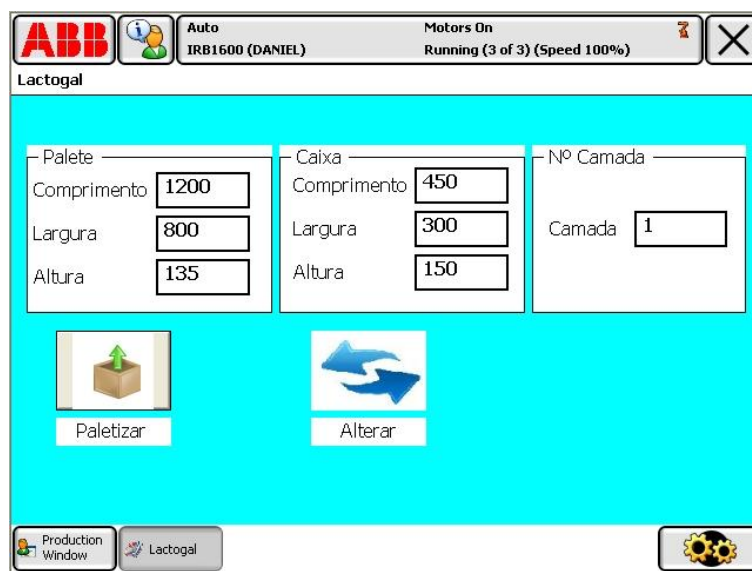 ABB
Auto
IRB1600 (DANIEL)
Motors On
Running (3 of 3) (Speed 100%)
Lactogal
Palete
Comprimento 1200
Largura 800
Altura 135
Caixa
Comprimento 450
Largura 300
Altura 150
Nº Camada
Camada 1
Paletizar
Alterar
Production
Window
Lactogal